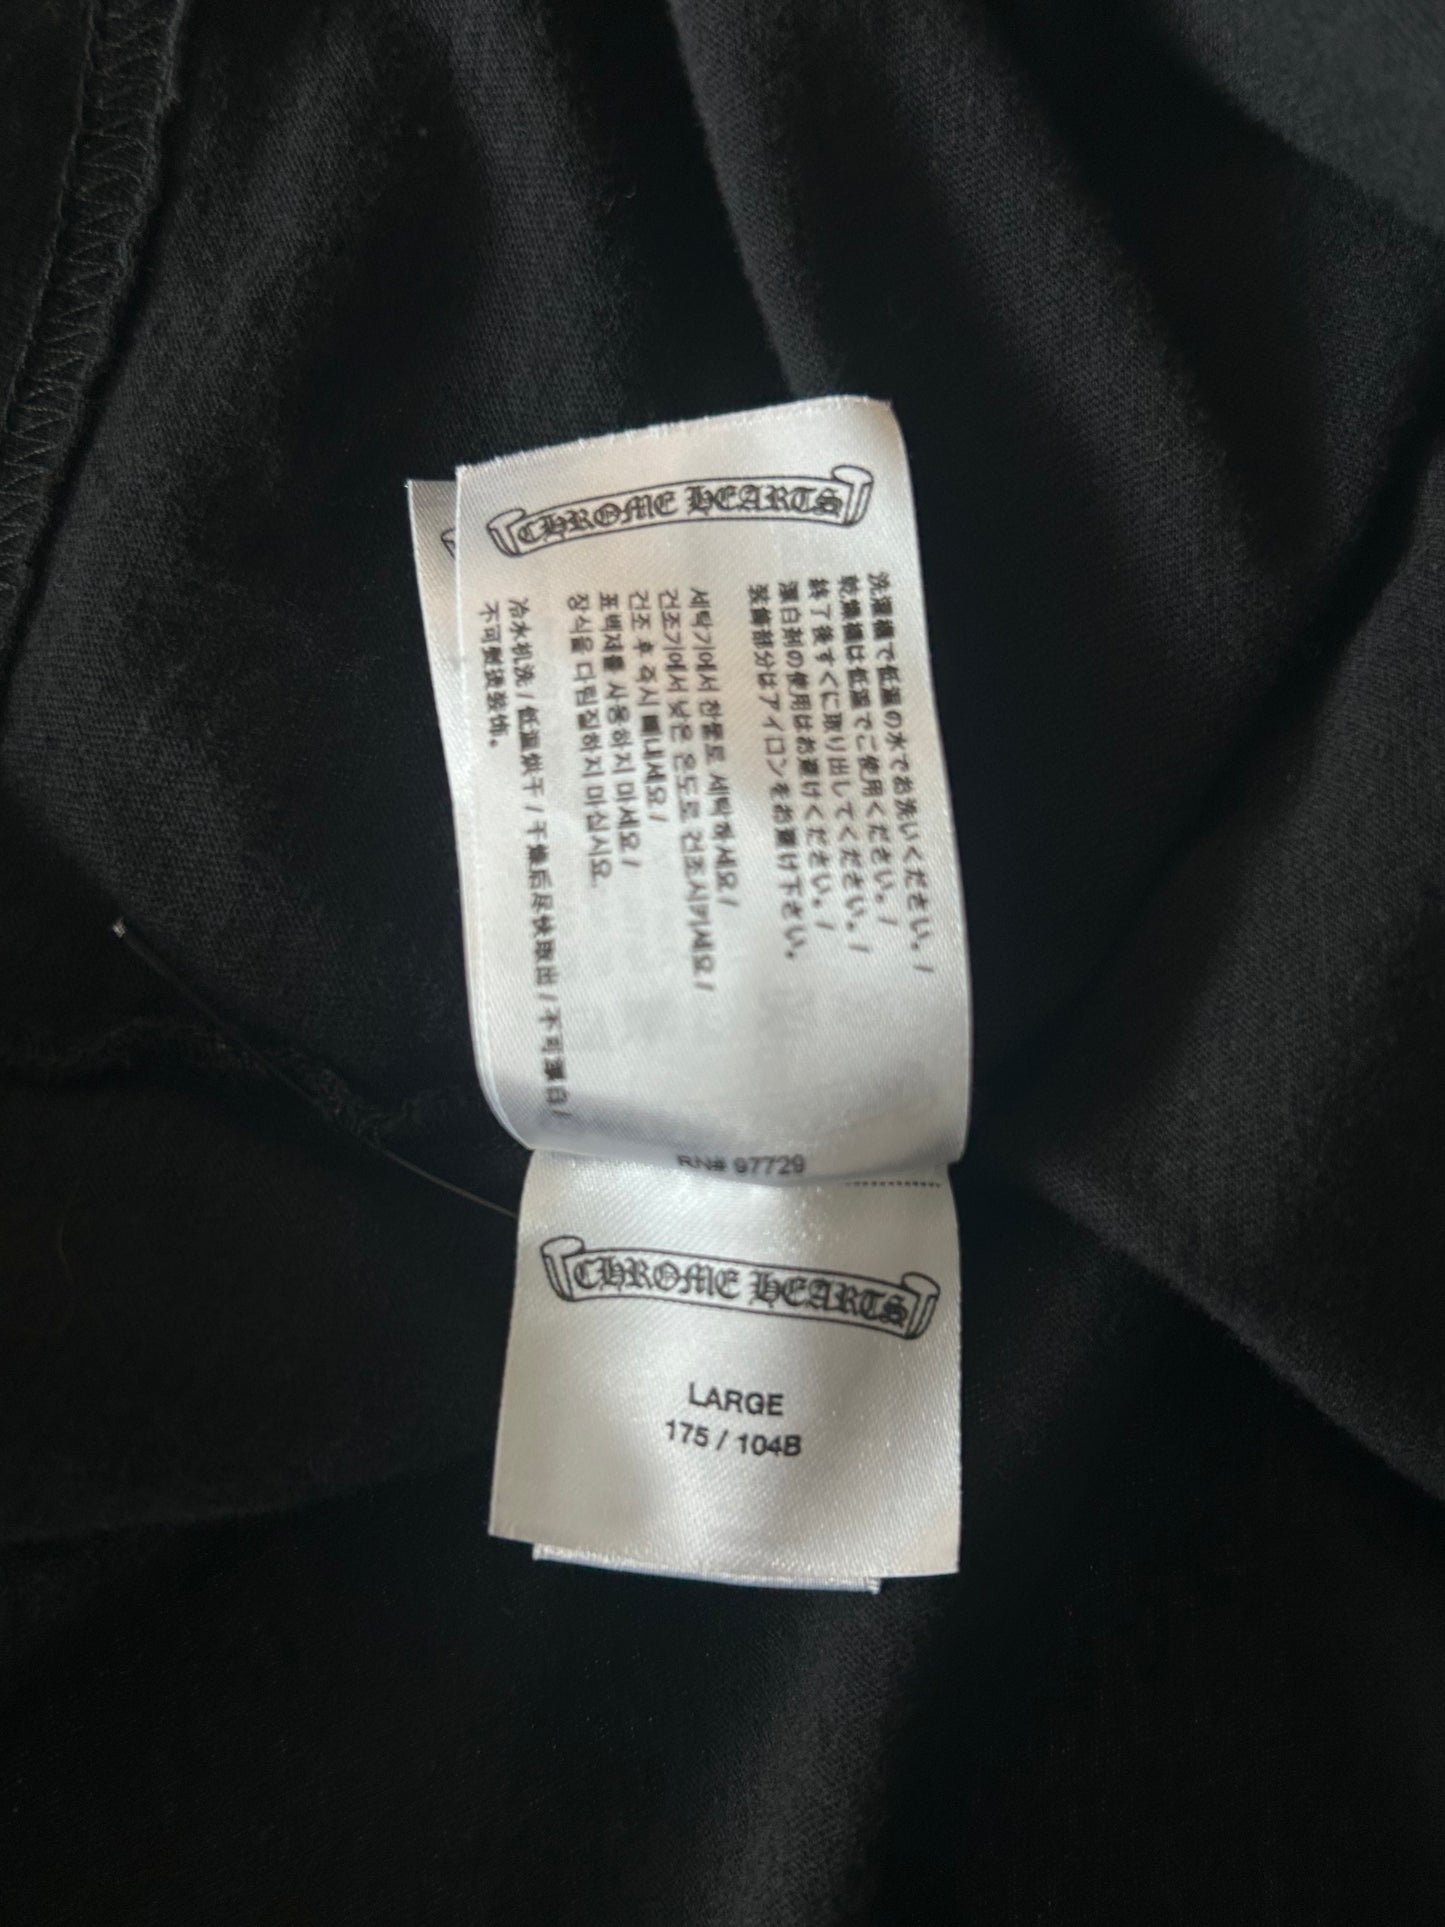 CHROME HEARTS
洗濯機で低温の水でお洗いください。/
乾燥機は低温でご使用ください。/
終了後すぐに取り出してください。/
漂白剤の使用はお避けください。/
装飾部分はアイロンをお避け下さい。
세탁기에서 찬물로 세탁하세요/
건조기에서 낮은 온도로 건조시키세요/
건조 후 즉시 빼내세요/
표백제를 사용하지 마세요/
장식을 다림질하지 마십시요.
冷水机洗/低温烘干/干燥后尽快取出/不可漂白/
不可熨烫装饰。
RN# 97729
CHROME HEARTS
LARGE
175 / 104B